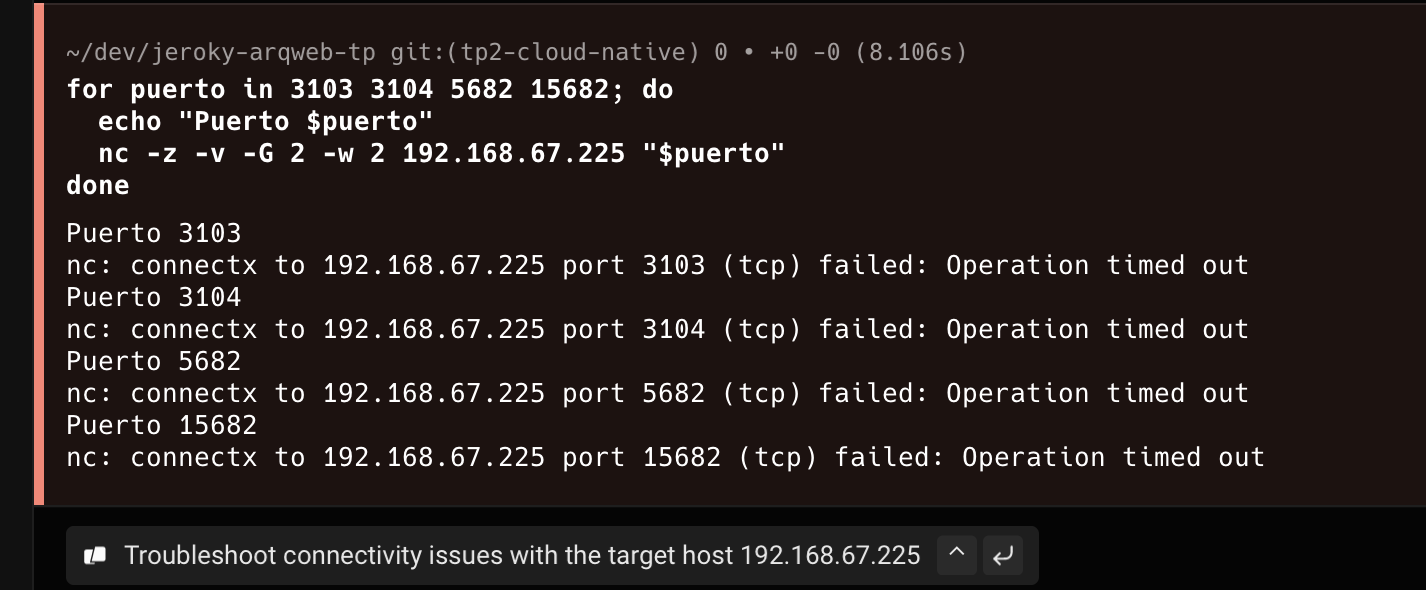 ~/dev/jeroky-arqweb-tp git:(tp2-cloud-native) 0 • +0 -0 (8.106s)
for puerto in 3103 3104 5682 15682; do
  echo "Puerto $puerto"
  nc -z -v -G 2 -w 2 192.168.67.225 "$puerto"
done
Puerto 3103
nc: connectx to 192.168.67.225 port 3103 (tcp) failed: Operation timed out
Puerto 3104
nc: connectx to 192.168.67.225 port 3104 (tcp) failed: Operation timed out
Puerto 5682
nc: connectx to 192.168.67.225 port 5682 (tcp) failed: Operation timed out
Puerto 15682
nc: connectx to 192.168.67.225 port 15682 (tcp) failed: Operation timed out
Troubleshoot connectivity issues with the target host 192.168.67.225